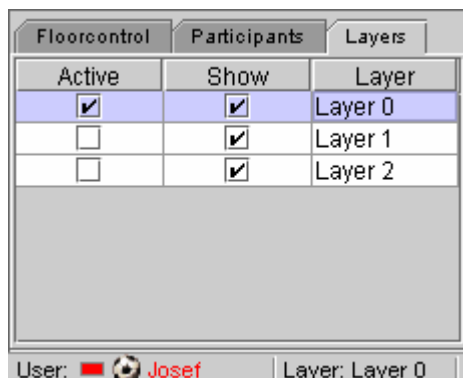 Floorcontrol Participants Layers
Active Show Layer
Layer 0
Layer 1
Layer 2
User: Josef Layer: Layer 0